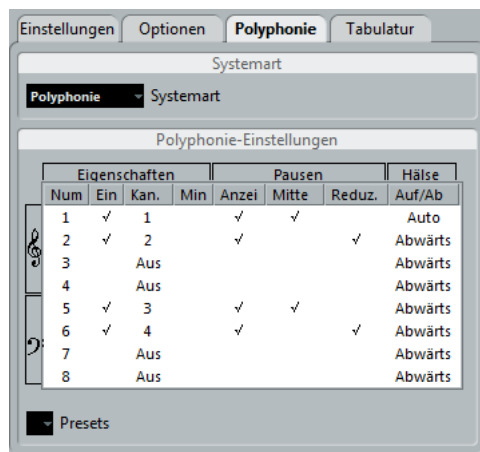 Einstellungen Optionen Polyphonie Tabulatur
Systemart
Polyphonie Systemart
Polyphonie-Einstellungen
Eigenschaften Pausen Hälse
Num Ein Kan. Min Anzei Mitte Reduz. Auf/Ab
1 √ 1 √ √ Auto
2 √ 2 √ √ Abwärts
3 Aus Abwärts
4 Aus Abwärts
5 √ 3 √ √ Abwärts
6 √ 4 √ √ Abwärts
7 Aus Abwärts
8 Aus Abwärts
Presets